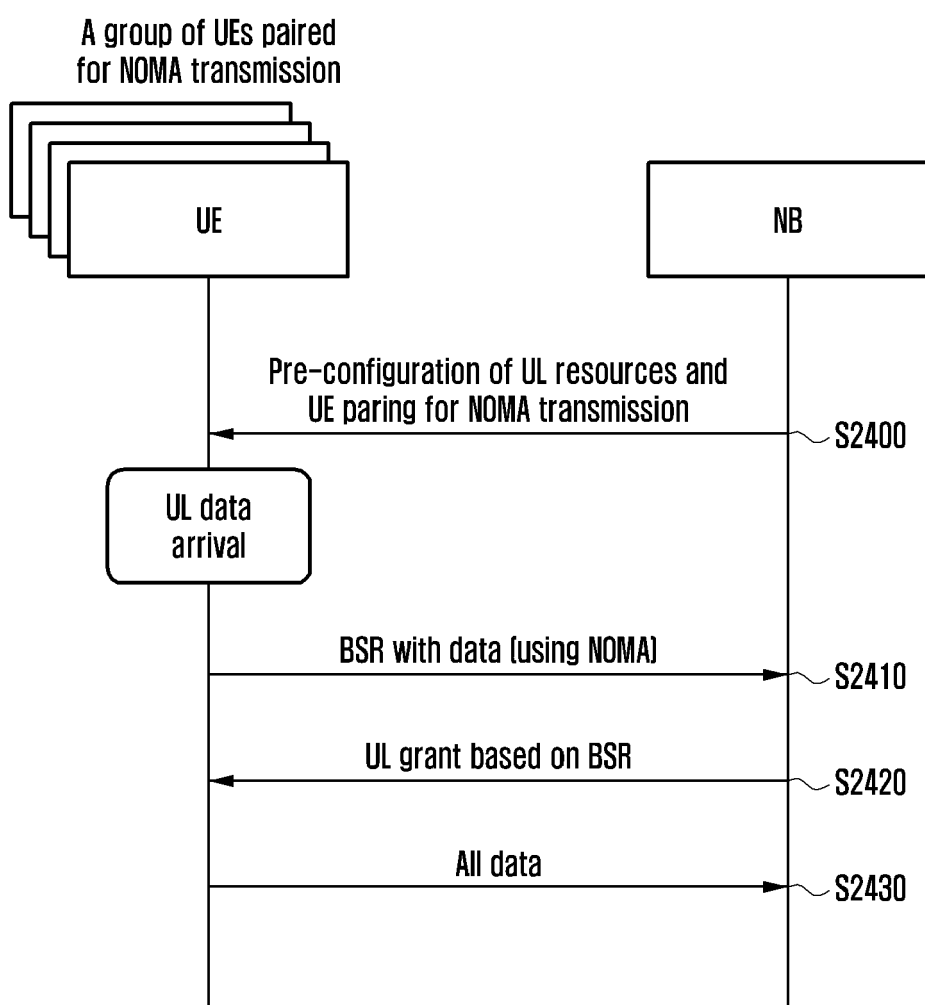 A group of UEs paired
for NOMA transmission
UE
NB
Pre-configuration of UL resources and
UE paring for NOMA transmission
S2400
UL data
arrival
BSR with data (using NOMA)
S2410
UL grant based on BSR
S2420
All data
S2430